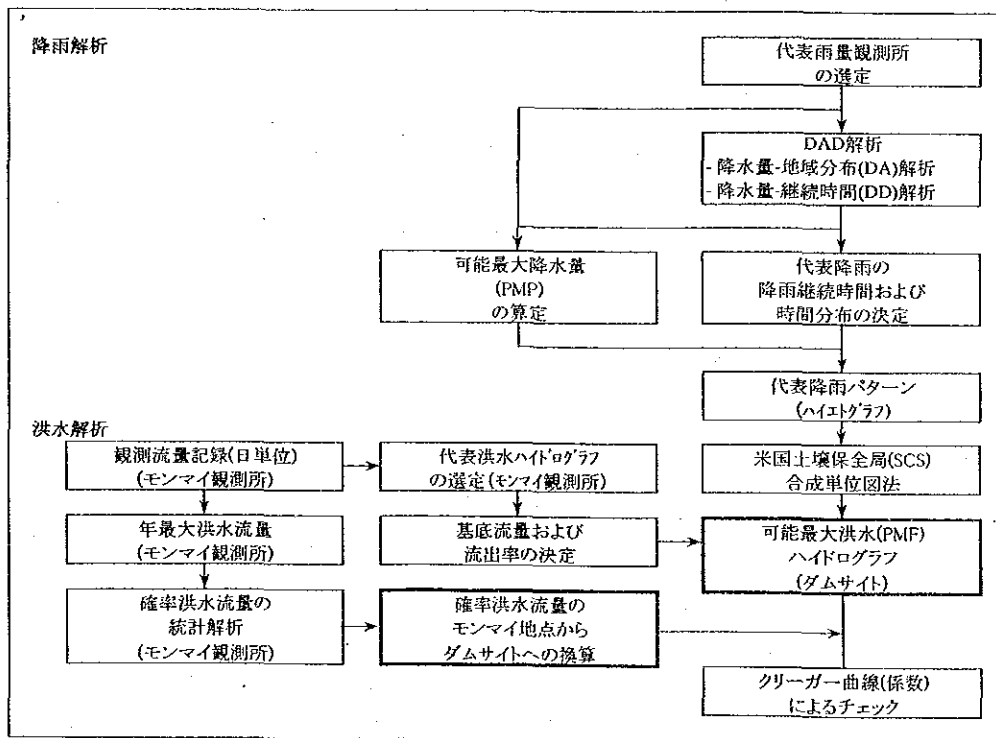 降雨解析
代表雨量観測所
の選定
DAD解析
- 降水量-地域分布(DA)解析
- 降水量-継続時間(DD)解析
可能最大降水量
(PMP)
の算定
代表降雨の
降雨継続時間および
時間分布の決定
代表降雨パターン
(ハイエトグラフ)
洪水解析
観測流量記録(日単位)
(モンマイ観測所)
代表洪水ハイドログラフ
の選定(モンマイ観測所)
米国土壌保全局(SCS)
合成単位図法
年最大洪水流量
(モンマイ観測所)
基底流量および
流出率の決定
可能最大洪水(PMF)
ハイドログラフ
(ダムサイト)
確率洪水流量の
統計解析
(モンマイ観測所)
確率洪水流量の
モンマイ地点から
ダムサイトへの換算
クリーガー曲線(係数)
によるチェック